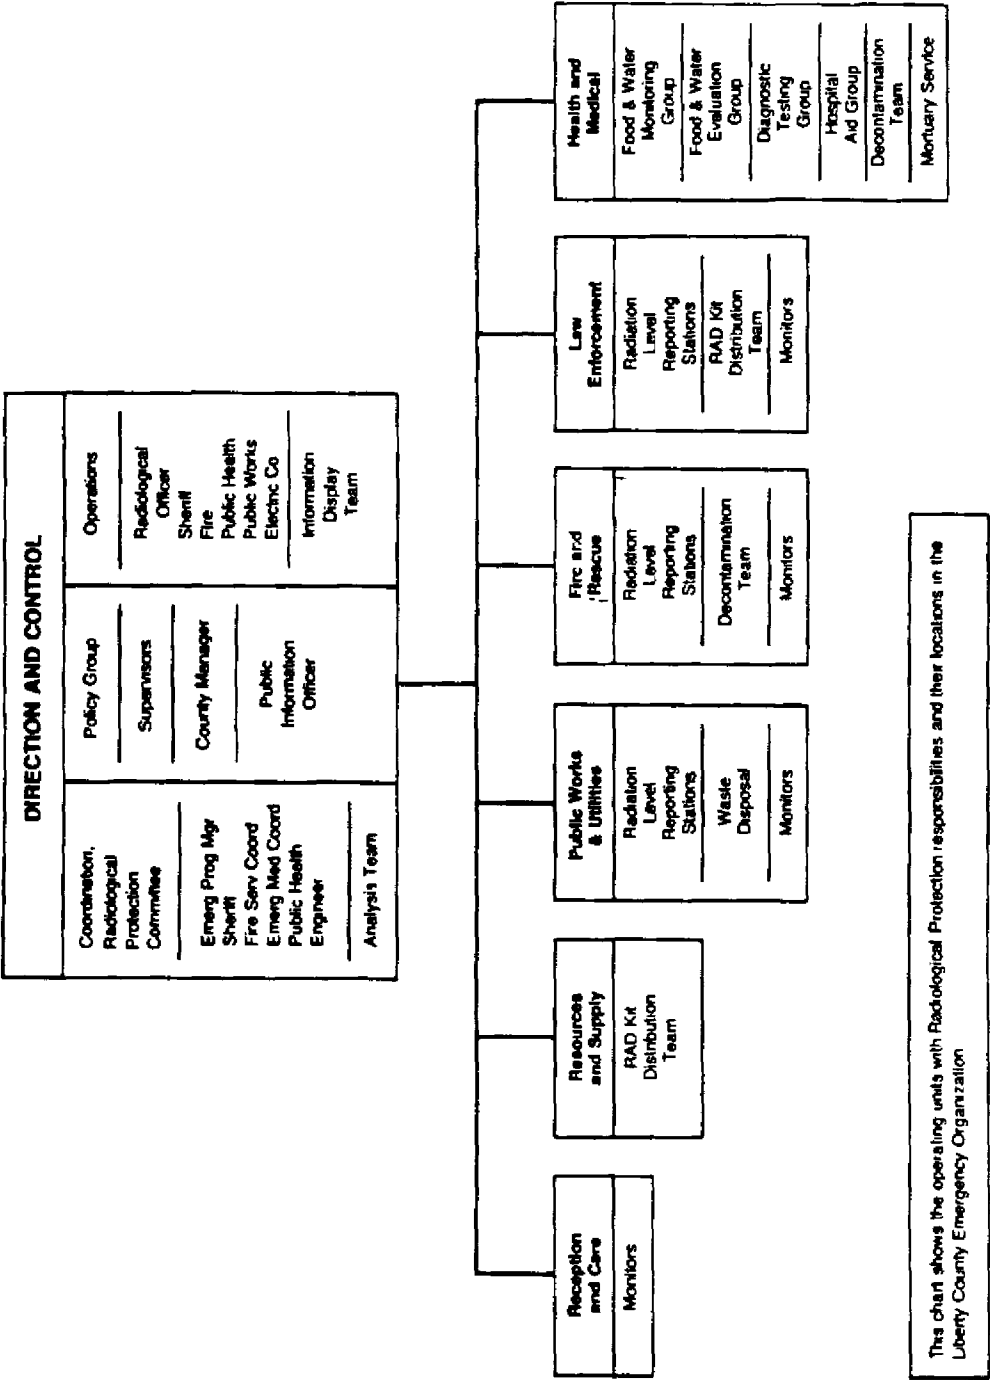 DIRECTION AND CONTROL
Coordination,
Radiological
Protection
Committee
Emerg Prog Mgr
Sheriff
Fire Serv Coord
Emerg Med Coord
Public Health
Engineer
Analysis Team
Policy Group
Supervisors
County Manager
Public
Information
Officer
Operations
Radiological
Officer
Sheriff
Fire
Public Health
Public Works
Electric Co
Information
Display
Team
Reception
and Care
Monitors
Resources
and Supply
RAD Kit
Distribution
Team
Public Works
& Utilities
Radiation
Level
Reporting
Stations
Waste
Disposal
Monitors
Fire and
Rescue
Radiation
Level
Reporting
Stations
Decontamination
Team
Monitors
Law
Enforcement
Radiation
Level
Reporting
Stations
RAD Kit
Distribution
Team
Monitors
Health and
Medical
Food & Water
Monitoring
Group
Food & Water
Evaluation
Group
Diagnostic
Testing
Group
Hospital
Aid Group
Decontamination
Team
Mortuary Service
This chart shows the operating units with Radiological Protection responsibilities and their locations in the
Liberty County Emergency Organization